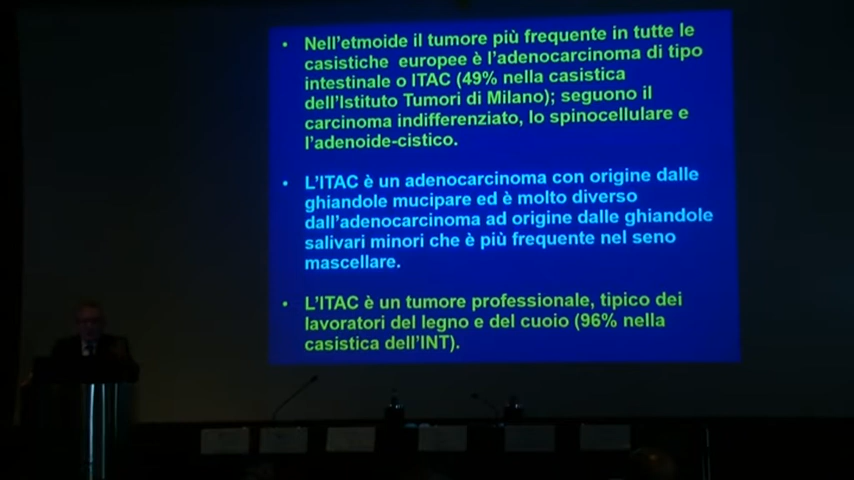 • Nell'etmoide il tumore più frequente in tutte le
casistiche europee è l'adenocarcinoma di tipo
intestinale o ITAC (49% nella casistica
dell'Istituto Tumori di Milano); seguono il
carcinoma indifferenziato, lo spinocellulare e
l'adenoide-cistico.
• L'ITAC è un adenocarcinoma con origine dalle
ghiandole mucipare ed è molto diverso
dall'adenocarcinoma ad origine dalle ghiandole
salivari minori che è più frequente nel seno
mascellare.
• L'ITAC è un tumore professionale, tipico dei
lavoratori del legno e del cuoio (96% nella
casistica dell'INT).